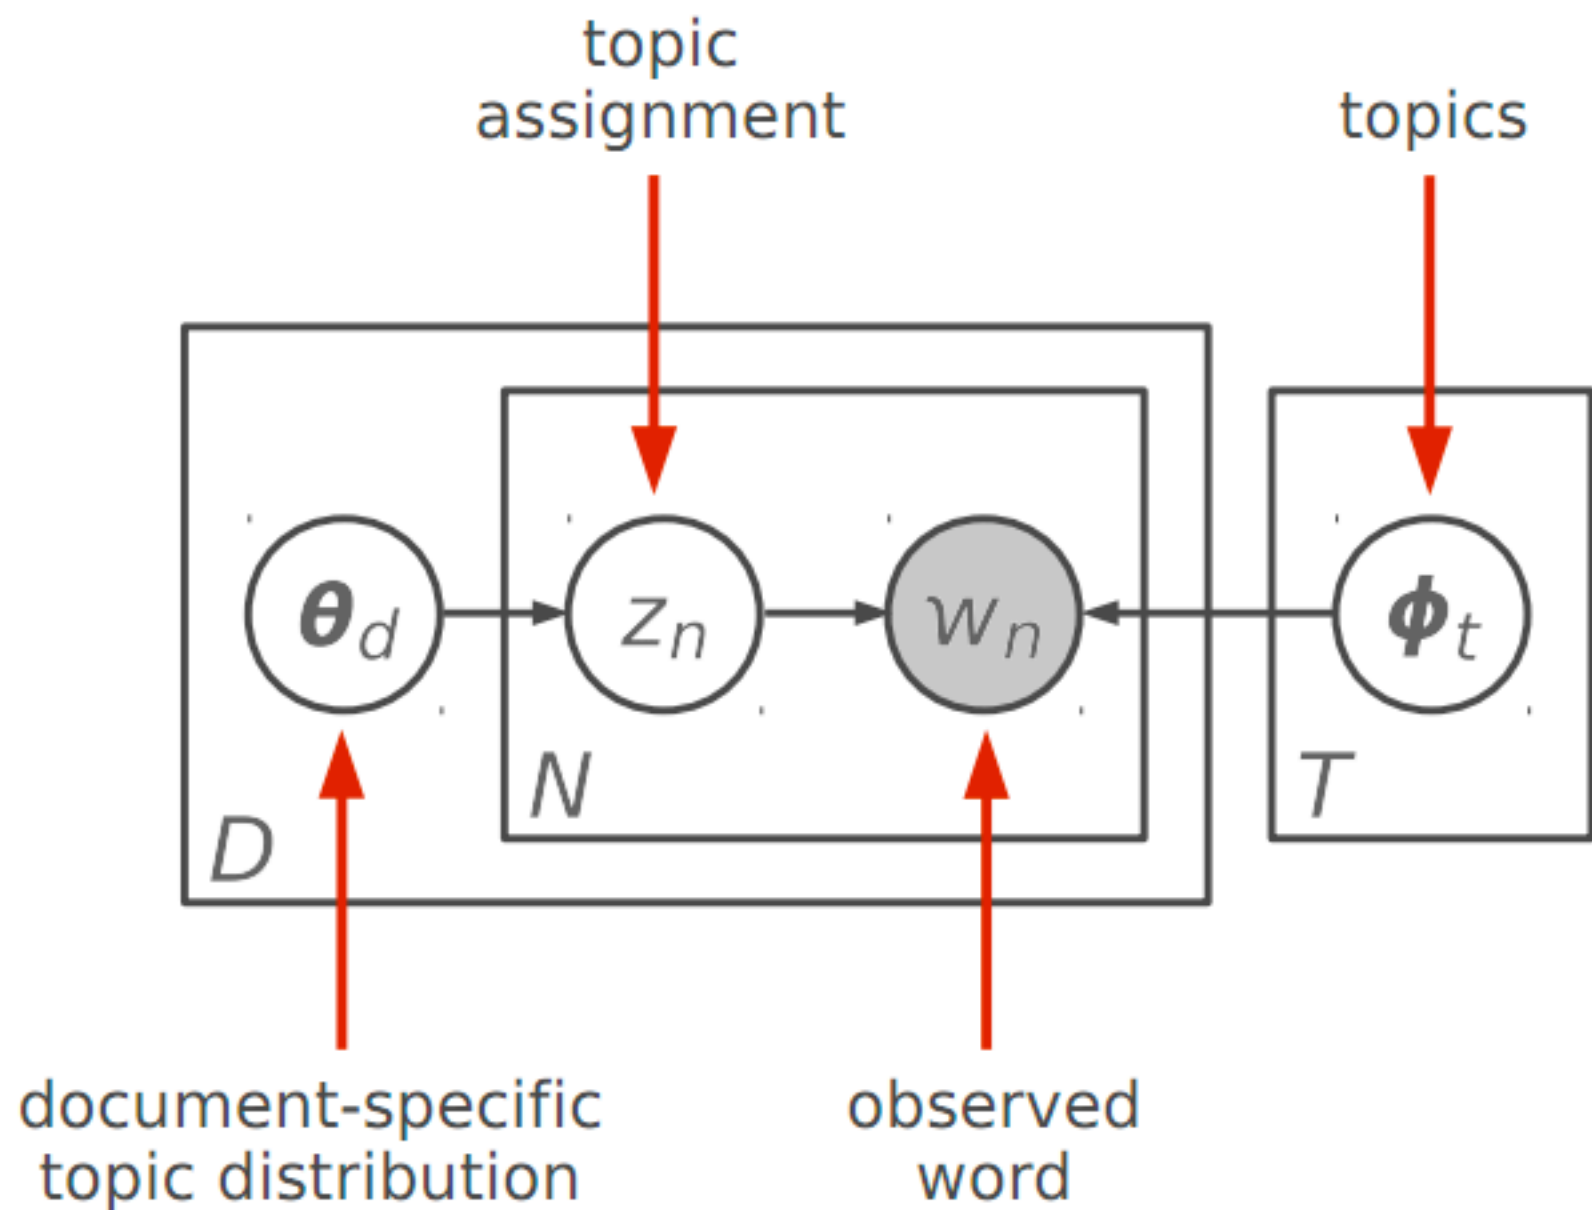 topic
assignment
topics
θd
zn
wn
ϕt
N
T
D
document-specific
topic distribution
observed
word